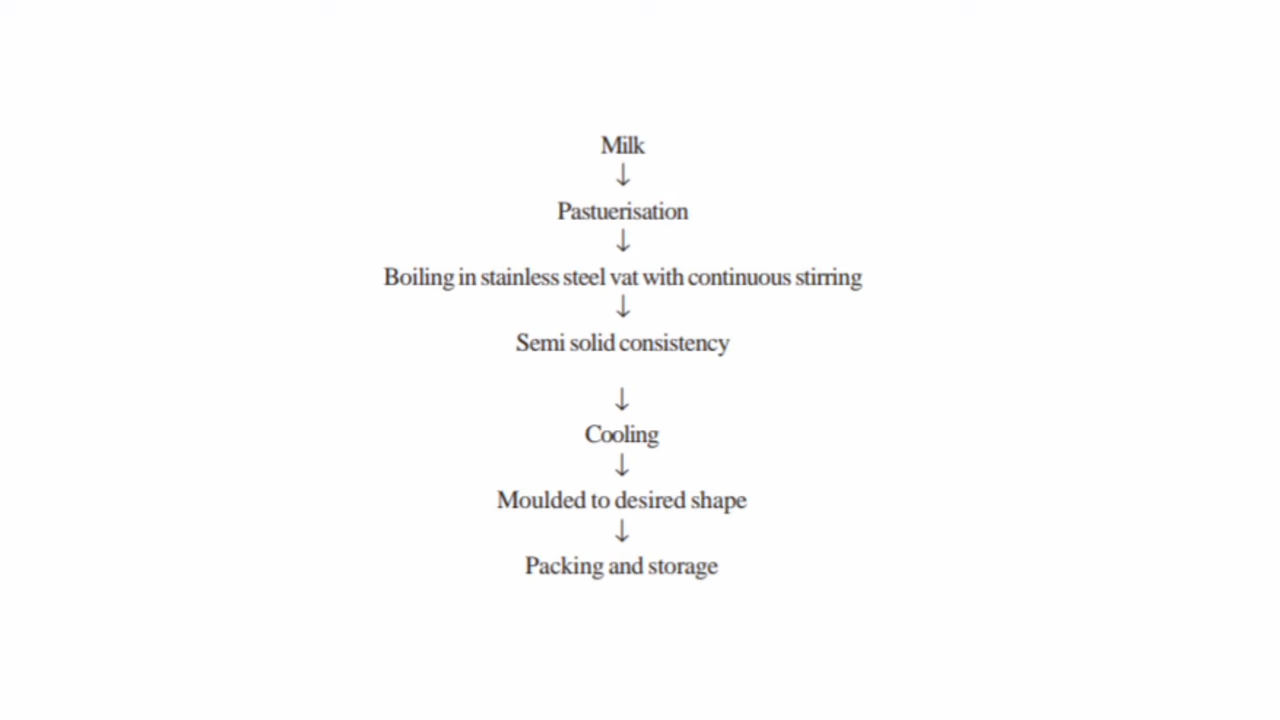 Milk
↓
Pastuerisation
↓
Boiling in stainless steel vat with continuous stirring
↓
Semi solid consistency
↓
Cooling
↓
Moulded to desired shape
↓
Packing and storage